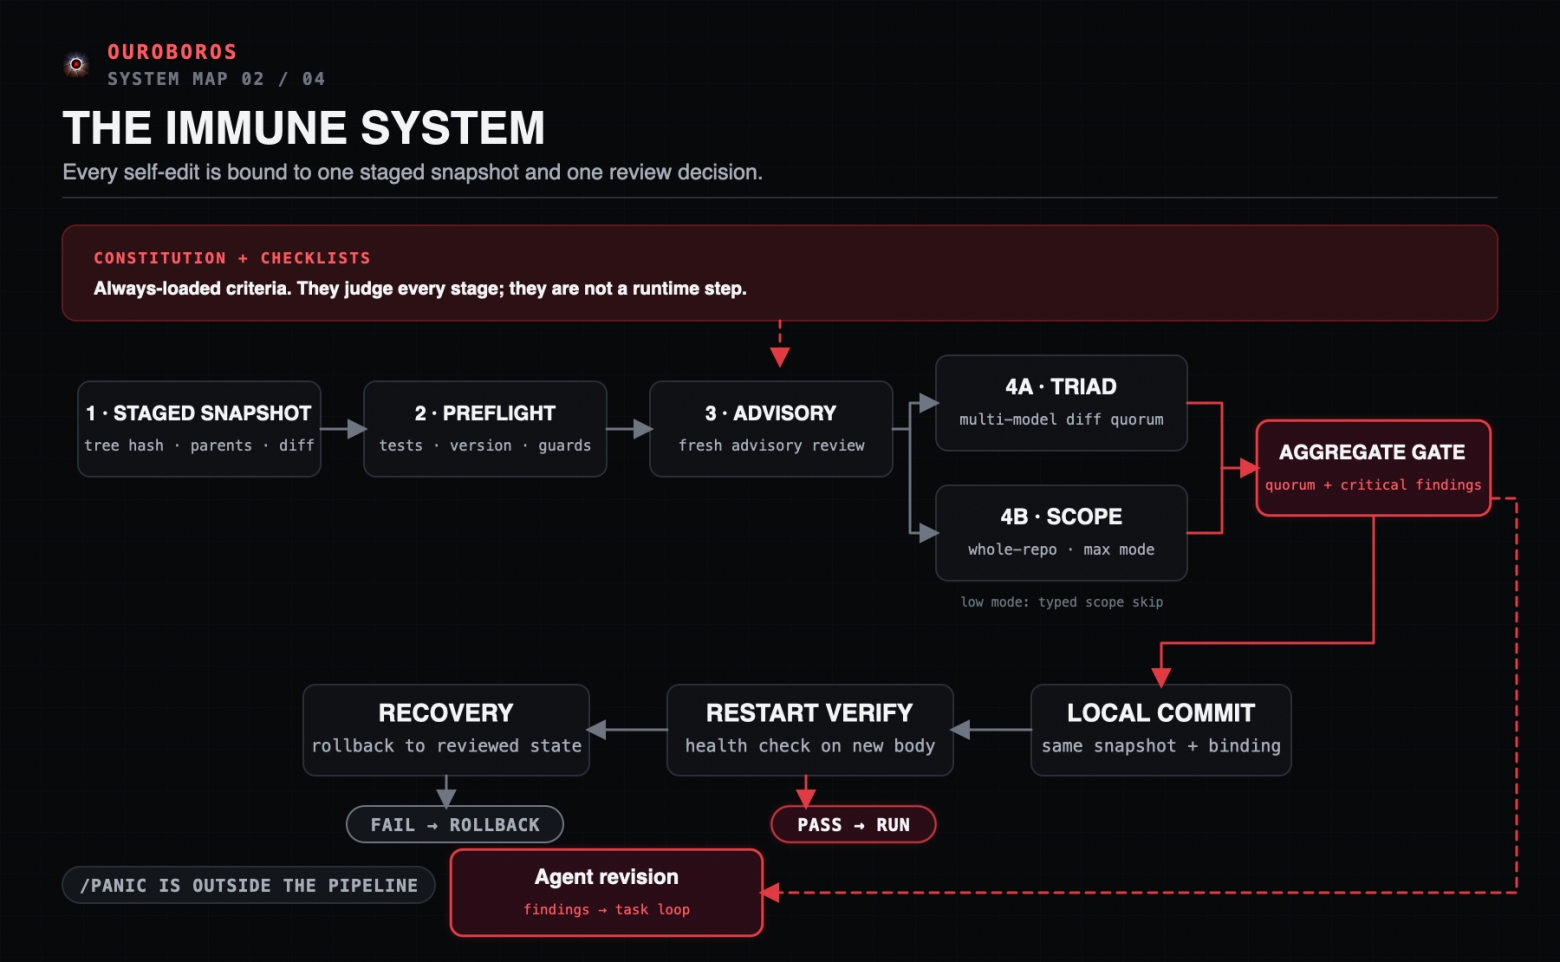 OUROBOROS
SYSTEM MAP 02 / 04
THE IMMUNE SYSTEM
Every self-edit is bound to one staged snapshot and one review decision.
CONSTITUTION + CHECKLISTS
Always-loaded criteria. They judge every stage; they are not a runtime step.
1 · STAGED SNAPSHOT
tree hash · parents · diff
2 · PREFLIGHT
tests · version · guards
3 · ADVISORY
fresh advisory review
4A · TRIAD
multi-model diff quorum
4B · SCOPE
whole-repo · max mode
low mode: typed scope skip
AGGREGATE GATE
quorum + critical findings
RECOVERY
rollback to reviewed state
RESTART VERIFY
health check on new body
LOCAL COMMIT
same snapshot + binding
FAIL → ROLLBACK
PASS → RUN
/PANIC IS OUTSIDE THE PIPELINE
Agent revision
findings → task loop